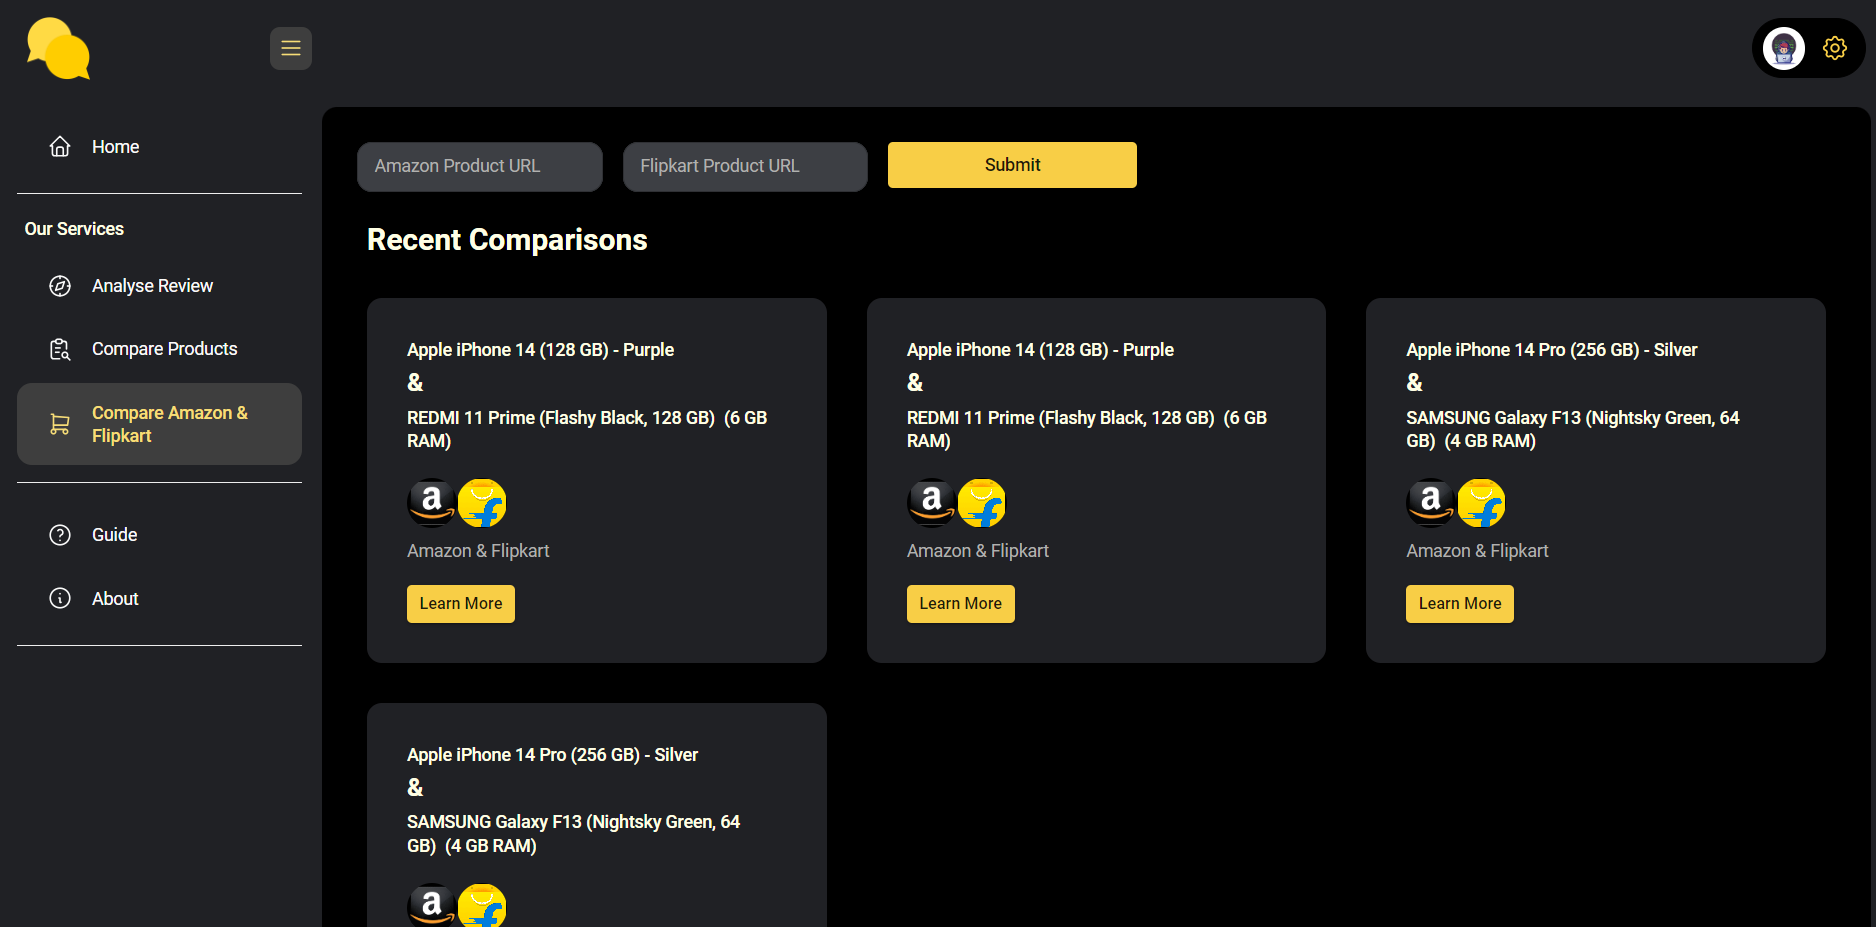 Home
Our Services
Analyse Review
Compare Products
Compare Amazon &
Flipkart
Guide
About
Amazon Product URL
Flipkart Product URL
Submit
Recent Comparisons
Apple iPhone 14 (128 GB) - Purple
&
REDMI 11 Prime (Flashy Black, 128 GB)  (6 GB
RAM)
a
f
Amazon & Flipkart
Learn More
Apple iPhone 14 (128 GB) - Purple
&
REDMI 11 Prime (Flashy Black, 128 GB)  (6 GB
RAM)
a
f
Amazon & Flipkart
Learn More
Apple iPhone 14 Pro (256 GB) - Silver
&
SAMSUNG Galaxy F13 (Nightsky Green, 64
GB)  (4 GB RAM)
a
f
Amazon & Flipkart
Learn More
Apple iPhone 14 Pro (256 GB) - Silver
&
SAMSUNG Galaxy F13 (Nightsky Green, 64
GB)  (4 GB RAM)
a
f